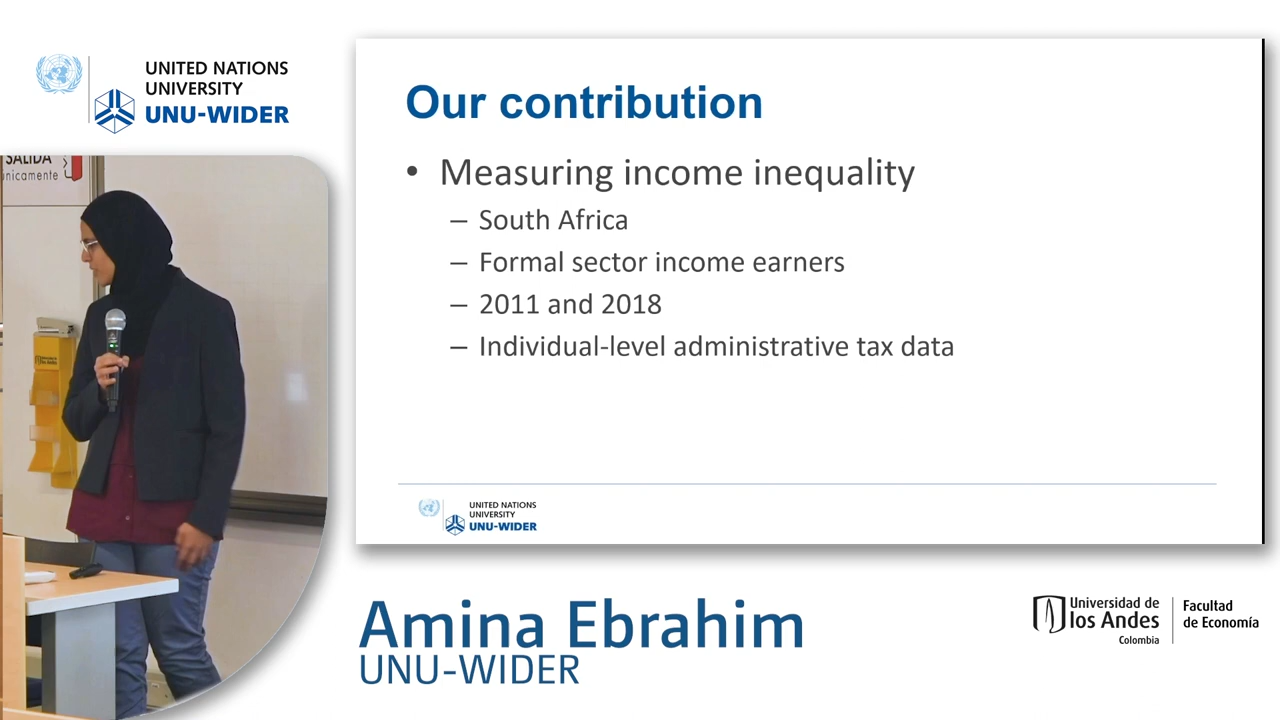 UNITED NATIONS
UNIVERSITY
UNU-WIDER
SALIDA
únicamente
Our contribution
• Measuring income inequality
– South Africa
– Formal sector income earners
– 2011 and 2018
– Individual-level administrative tax data
UNITED NATIONS
UNIVERSITY
UNU-WIDER
Amina Ebrahim
UNU-WIDER
Universidad de
los Andes
Colombia
Facultad
de Economía